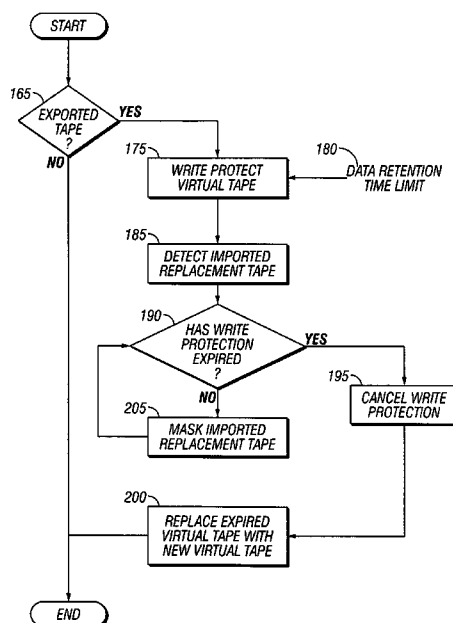 START
165
EXPORTED
TAPE
?
YES
NO
175
WRITE PROTECT
VIRTUAL TAPE
180
DATA RETENTION
TIME LIMIT
185
DETECT IMPORTED
REPLACEMENT TAPE
190
HAS WRITE
PROTECTION
EXPIRED
?
YES
NO
195
CANCEL WRITE
PROTECTION
205
MASK IMPORTED
REPLACEMENT TAPE
200
REPLACE EXPIRED
VIRTUAL TAPE WITH
NEW VIRTUAL TAPE
END